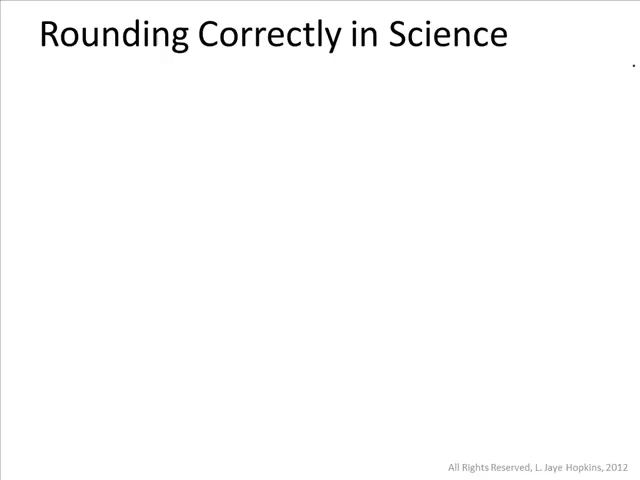 Rounding Correctly in Science
All Rights Reserved, L. Jaye Hopkins, 2012